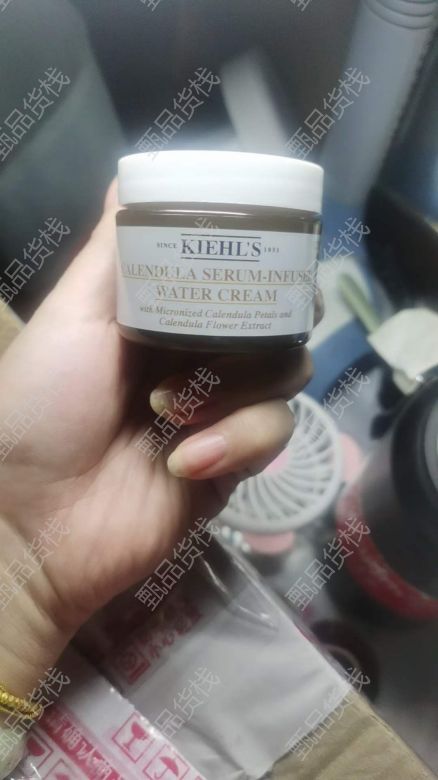 SINCE KIEHL'S 1851
CALENDULA SERUM-INFUSE
WATER CREAM
with Micronized Calendula Petals and
Calendula Flower Extract
甄品货栈